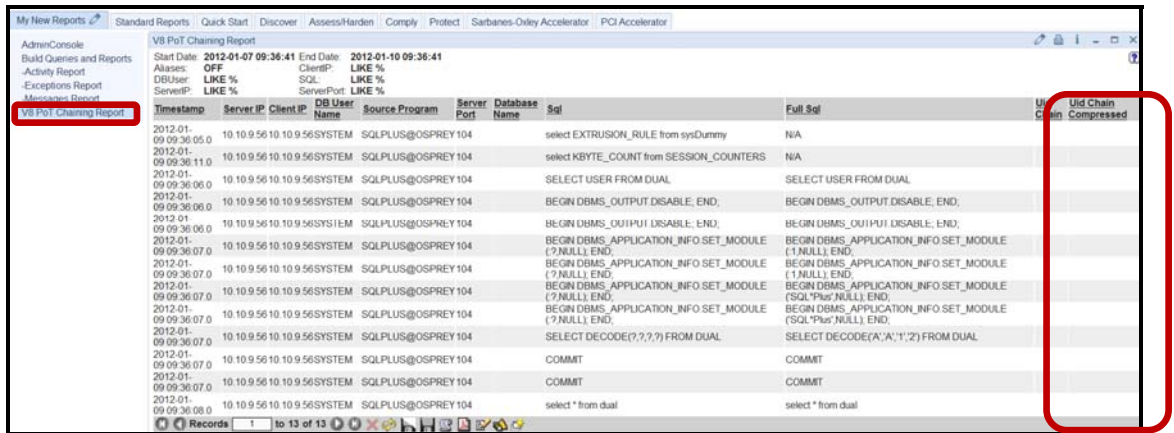 My New Reports Standard Reports Quick Start Discover Assess/Harden Comply Protect Sarbanes-Oxley Accelerator PCI Accelerator
AdminConsole
Build Queries and Reports
-Activity Report
-Exceptions Report
-Messages Report
V8 PoT Chaining Report
V8 PoT Chaining Report
Start Date: 2012-01-07 09:36:41 End Date: 2012-01-10 09:36:41
Aliases: OFF ClientIP: LIKE %
DBUser: LIKE % SQL: LIKE %
ServerIP: LIKE % ServerPort: LIKE %
Timestamp Server IP Client IP DB User Name Source Program Server Port Database Name Sql Full Sql Uid Chain Uid Chain Compressed
2012-01-09 09:36:05.0 10.10.9.56 10.10.9.56 SYSTEM SQLPLUS@OSPREY 104 select EXTRUSION_RULE from sysDummy N/A
2012-01-09 09:36:11.0 10.10.9.56 10.10.9.56 SYSTEM SQLPLUS@OSPREY 104 select KBYTE_COUNT from SESSION_COUNTERS N/A
2012-01-09 09:36:06.0 10.10.9.56 10.10.9.56 SYSTEM SQLPLUS@OSPREY 104 SELECT USER FROM DUAL SELECT USER FROM DUAL
2012-01-09 09:36:06.0 10.10.9.56 10.10.9.56 SYSTEM SQLPLUS@OSPREY 104 BEGIN DBMS_OUTPUT.DISABLE; END; BEGIN DBMS_OUTPUT.DISABLE; END;
2012-01-09 09:36:06.0 10.10.9.56 10.10.9.56 SYSTEM SQLPLUS@OSPREY 104 BEGIN DBMS_OUTPUT.DISABLE; END; BEGIN DBMS_OUTPUT.DISABLE; END;
2012-01-09 09:36:07.0 10.10.9.56 10.10.9.56 SYSTEM SQLPLUS@OSPREY 104 BEGIN DBMS_APPLICATION_INFO.SET_MODULE (:?,NULL); END; BEGIN DBMS_APPLICATION_INFO.SET_MODULE (:1,NULL); END;
2012-01-09 09:36:07.0 10.10.9.56 10.10.9.56 SYSTEM SQLPLUS@OSPREY 104 BEGIN DBMS_APPLICATION_INFO.SET_MODULE (:?,NULL); END; BEGIN DBMS_APPLICATION_INFO.SET_MODULE (:1,NULL); END;
2012-01-09 09:36:07.0 10.10.9.56 10.10.9.56 SYSTEM SQLPLUS@OSPREY 104 BEGIN DBMS_APPLICATION_INFO.SET_MODULE (?,NULL); END; BEGIN DBMS_APPLICATION_INFO.SET_MODULE ('SQL*Plus',NULL); END;
2012-01-09 09:36:07.0 10.10.9.56 10.10.9.56 SYSTEM SQLPLUS@OSPREY 104 BEGIN DBMS_APPLICATION_INFO.SET_MODULE (?,NULL); END; BEGIN DBMS_APPLICATION_INFO.SET_MODULE ('SQL*Plus',NULL); END;
2012-01-09 09:36:07.0 10.10.9.56 10.10.9.56 SYSTEM SQLPLUS@OSPREY 104 SELECT DECODE(?,?,?,?) FROM DUAL SELECT DECODE('A','A','1','2') FROM DUAL
2012-01-09 09:36:07.0 10.10.9.56 10.10.9.56 SYSTEM SQLPLUS@OSPREY 104 COMMIT COMMIT
2012-01-09 09:36:07.0 10.10.9.56 10.10.9.56 SYSTEM SQLPLUS@OSPREY 104 COMMIT COMMIT
2012-01-09 09:36:08.0 10.10.9.56 10.10.9.56 SYSTEM SQLPLUS@OSPREY 104 select * from dual select * from dual
Records 1 to 13 of 13